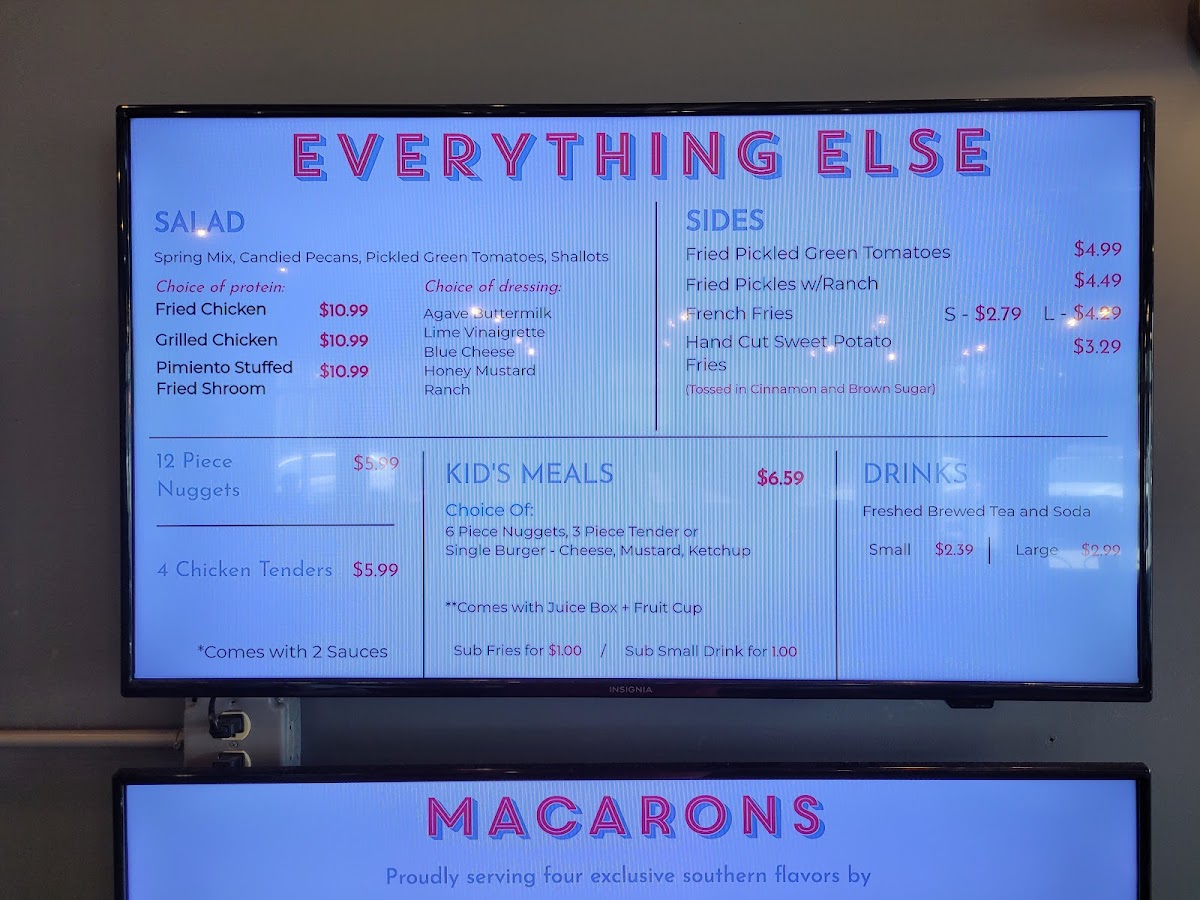 EVERYTHING ELSE
SALAD
Spring Mix, Candied Pecans, Pickled Green Tomatoes, Shallots
Choice of protein:
Fried Chicken $10.99
Grilled Chicken $10.99
Pimiento Stuffed $10.99
Fried Shroom
Choice of dressing:
Agave Buttermilk
Lime Vinaigrette
Blue Cheese
Honey Mustard
Ranch
SIDES
Fried Pickled Green Tomatoes $4.99
Fried Pickles w/Ranch $4.49
French Fries S - $2.79 L - $4.29
Hand Cut Sweet Potato $3.29
Fries
(Tossed in Cinnamon and Brown Sugar)
12 Piece $5.99
Nuggets
4 Chicken Tenders $5.99
*Comes with 2 Sauces
KID'S MEALS $6.59
Choice Of:
6 Piece Nuggets, 3 Piece Tender or
Single Burger - Cheese, Mustard, Ketchup
**Comes with Juice Box + Fruit Cup
Sub Fries for $1.00 / Sub Small Drink for 1.00
DRINKS
Freshed Brewed Tea and Soda
Small $2.39 | Large $2.99
INSIGNIA
MACARONS
Proudly serving four exclusive southern flavors by